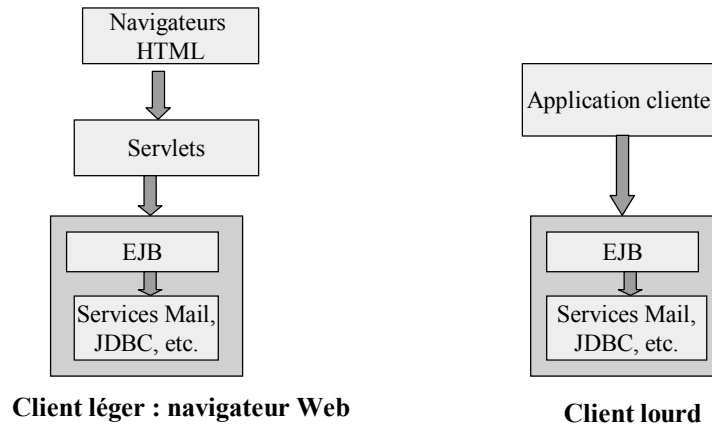 Navigateurs
HTML
Servlets
EJB
Services Mail,
JDBC, etc.
Client léger : navigateur Web
Application cliente
EJB
Services Mail,
JDBC, etc.
Client lourd